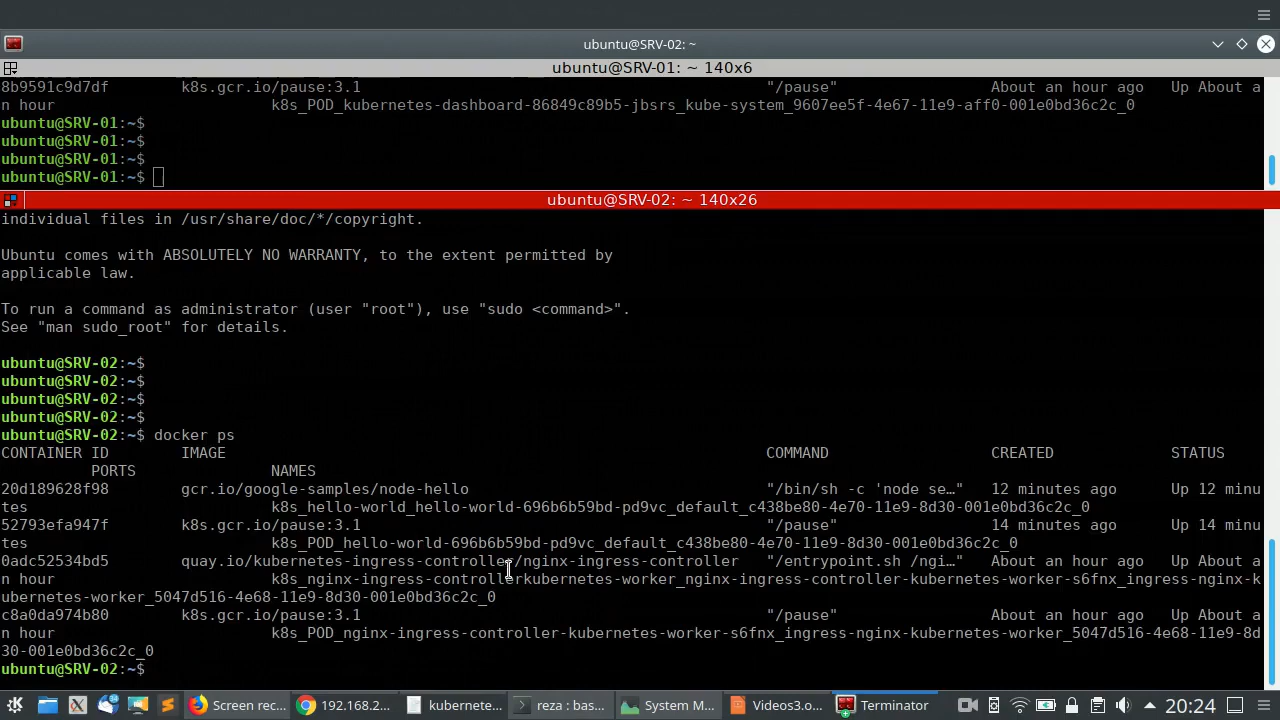 ubuntu@SRV-02: ~
ubuntu@SRV-01: ~ 140x6
8b9591c9d7df        k8s.gcr.io/pause:3.1                                             "/pause"                 About an hour ago   Up About a
n hour                        k8s_POD_kubernetes-dashboard-86849c89b5-jbsrs_kube-system_9607ee5f-4e67-11e9-aff0-001e0bd36c2c_0
ubuntu@SRV-01:~$
ubuntu@SRV-01:~$
ubuntu@SRV-01:~$
ubuntu@SRV-01:~$
ubuntu@SRV-02: ~ 140x26
individual files in /usr/share/doc/*/copyright.
Ubuntu comes with ABSOLUTELY NO WARRANTY, to the extent permitted by
applicable law.
To run a command as administrator (user "root"), use "sudo <command>".
See "man sudo_root" for details.
ubuntu@SRV-02:~$
ubuntu@SRV-02:~$
ubuntu@SRV-02:~$
ubuntu@SRV-02:~$
ubuntu@SRV-02:~$ docker ps
CONTAINER ID        IMAGE                                                            COMMAND                  CREATED             STATUS
          PORTS               NAMES
20d189628f98        gcr.io/google-samples/node-hello                                 "/bin/sh -c 'node se…"   12 minutes ago      Up 12 minu
tes                           k8s_hello-world_hello-world-696b6b59bd-pd9vc_default_c438be80-4e70-11e9-8d30-001e0bd36c2c_0
52793efa947f        k8s.gcr.io/pause:3.1                                             "/pause"                 14 minutes ago      Up 14 minu
tes                           k8s_POD_hello-world-696b6b59bd-pd9vc_default_c438be80-4e70-11e9-8d30-001e0bd36c2c_0
0adc52534bd5        quay.io/kubernetes-ingress-controller/nginx-ingress-controller   "/entrypoint.sh /ngi…"   About an hour ago   Up About a
n hour                        k8s_nginx-ingress-controllerkubernetes-worker_nginx-ingress-controller-kubernetes-worker-s6fnx_ingress-nginx-k
ubernetes-worker_5047d516-4e68-11e9-8d30-001e0bd36c2c_0
c8a0da974b80        k8s.gcr.io/pause:3.1                                             "/pause"                 About an hour ago   Up About a
n hour                        k8s_POD_nginx-ingress-controller-kubernetes-worker-s6fnx_ingress-nginx-kubernetes-worker_5047d516-4e68-11e9-8d
30-001e0bd36c2c_0
ubuntu@SRV-02:~$
Screen rec... 192.168.2... kubernete... reza : bas... System M... Videos3.o... Terminator 20:24